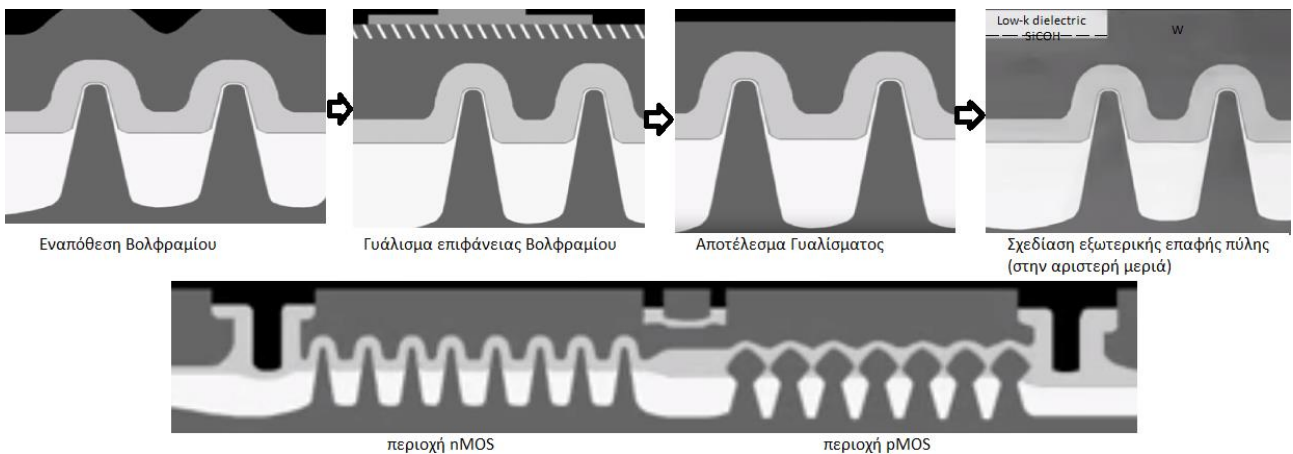 Low-k dielectric
SiCOH
W
Εναπόθεση Βολφραμίου
Γυάλισμα επιφάνειας Βολφραμίου
Αποτέλεσμα Γυαλίσματος
Σχεδίαση εξωτερικής επαφής πύλης
(στην αριστερή μεριά)
περιοχή nMOS
περιοχή pMOS